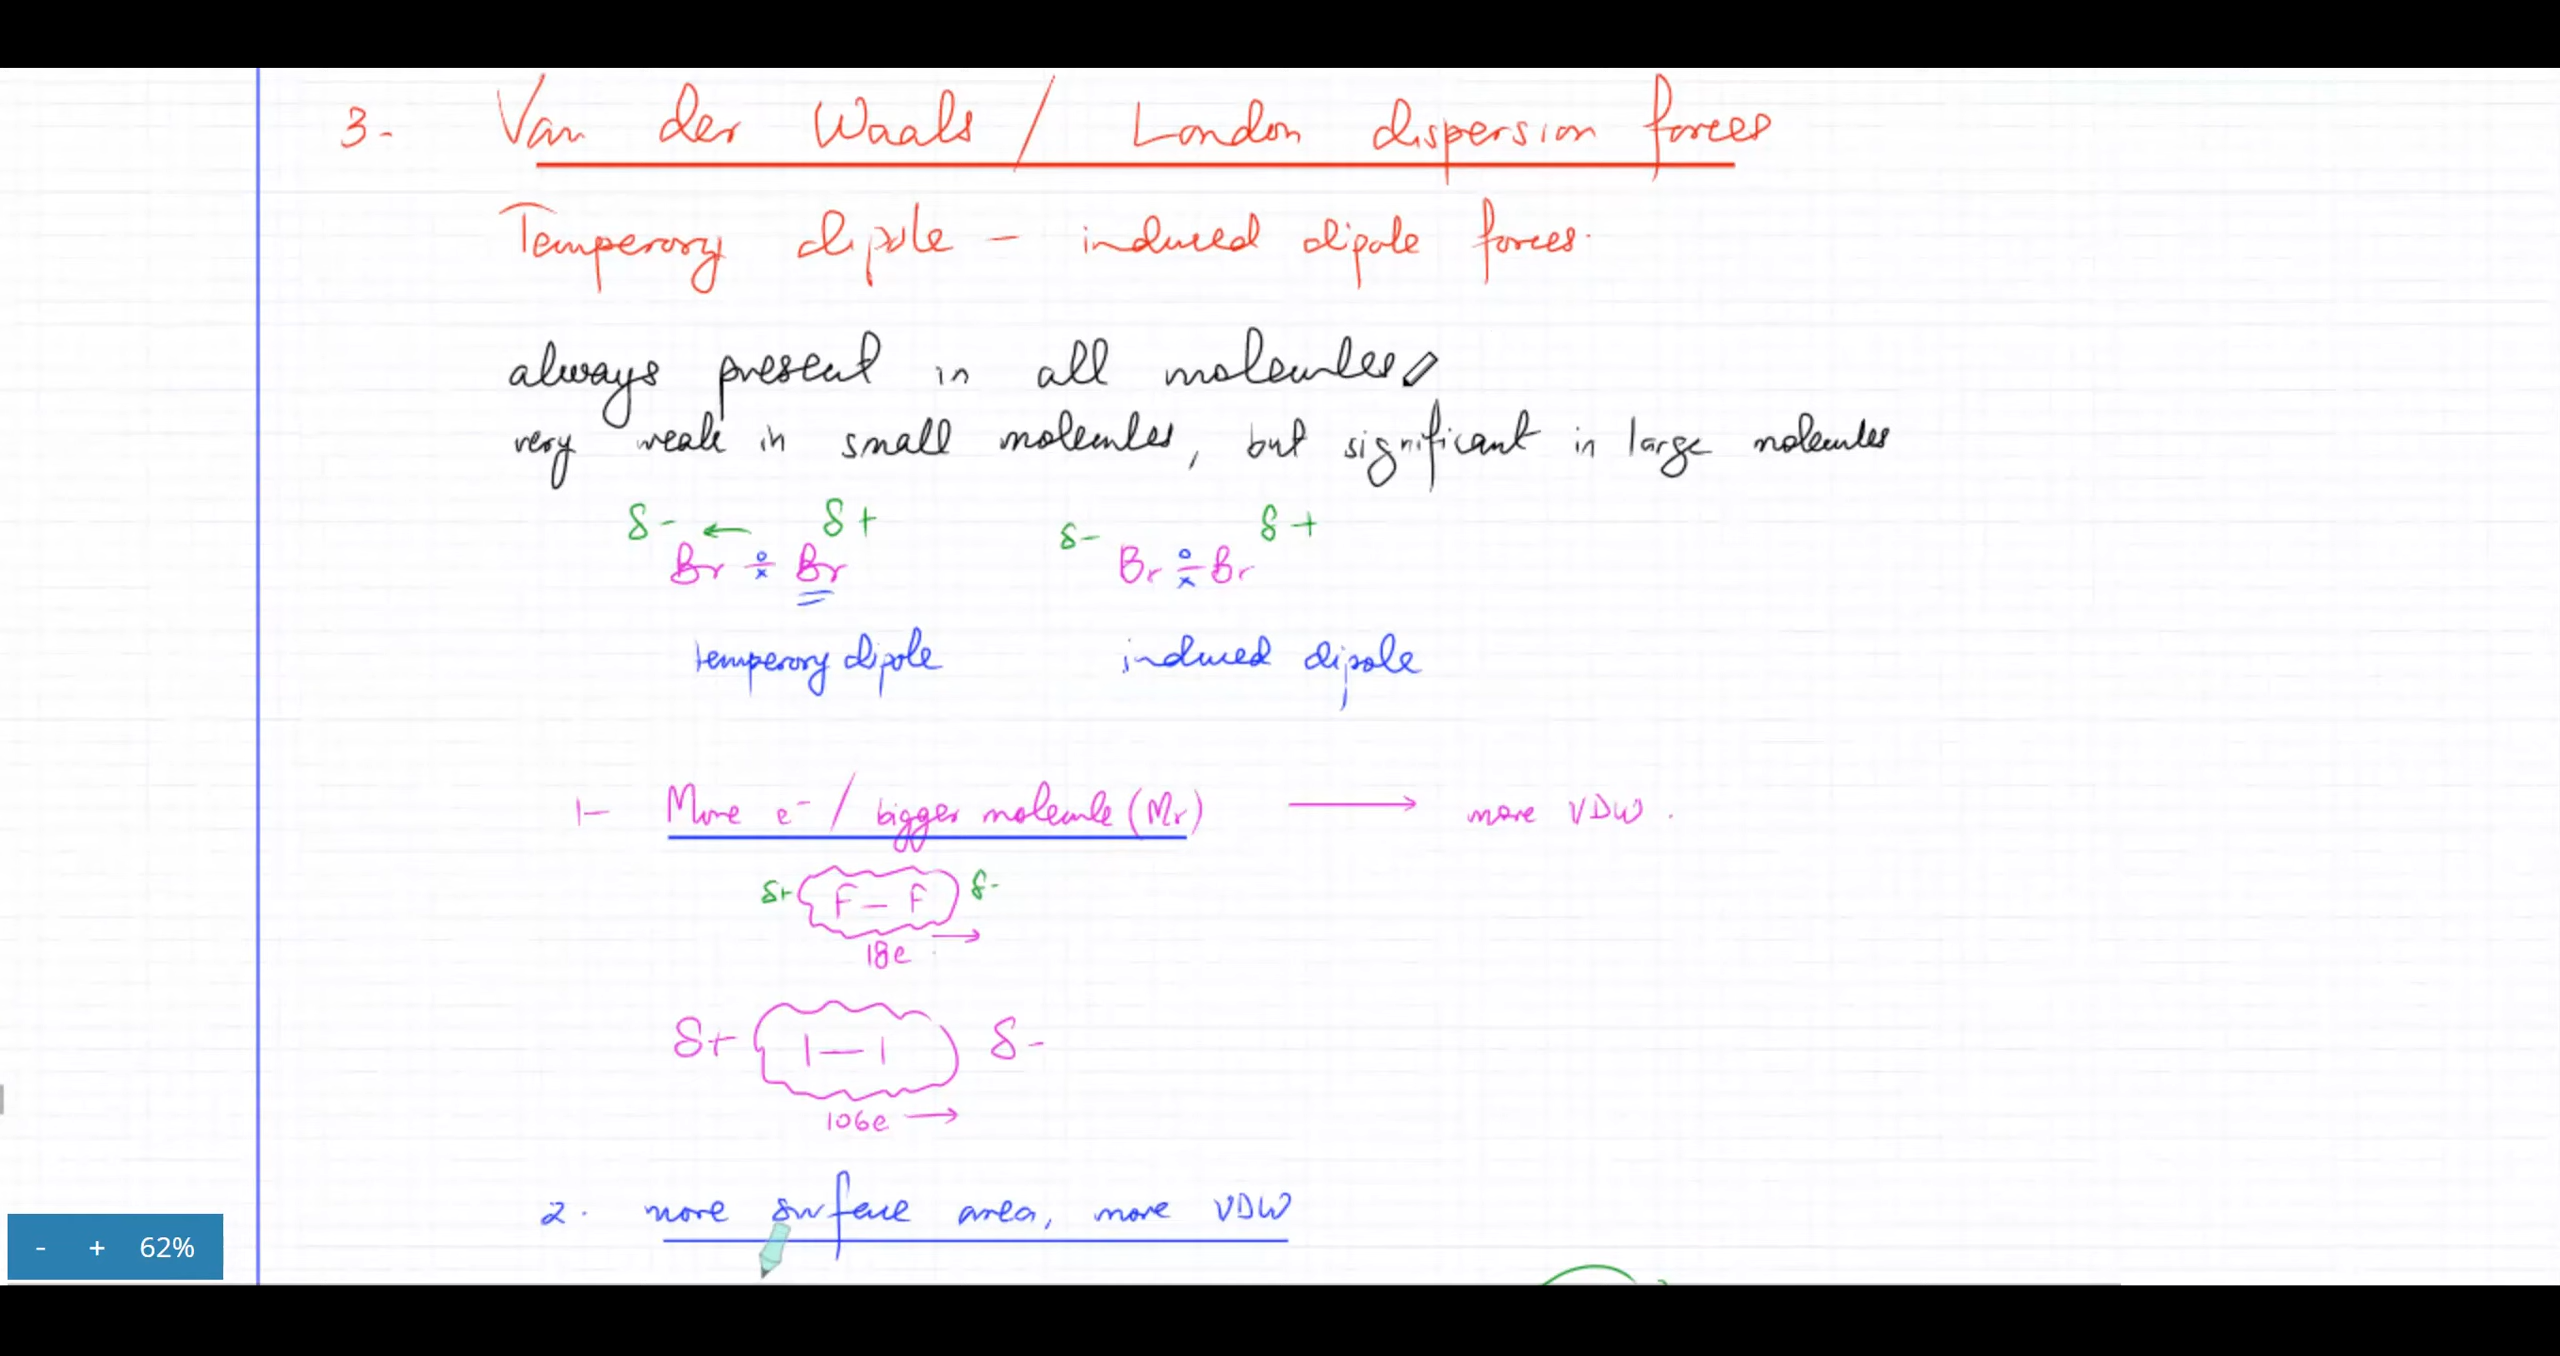 3- Van der Waals / London dispersion forces
Temperory dipole - induced dipole forces.
always present in all molecules
very weak in small molecules, but significant in large molecules
δ- ← δ+ δ- δ+
Br ÷ Br Br ÷ Br
temperory dipole induced dipole
1- More e⁻ / bigger molecule (Mr) → more VDW.
δ+ F - F δ-
18e →
δ+ I - I δ-
106e →
2. more surface area, more VDW
- + 62%